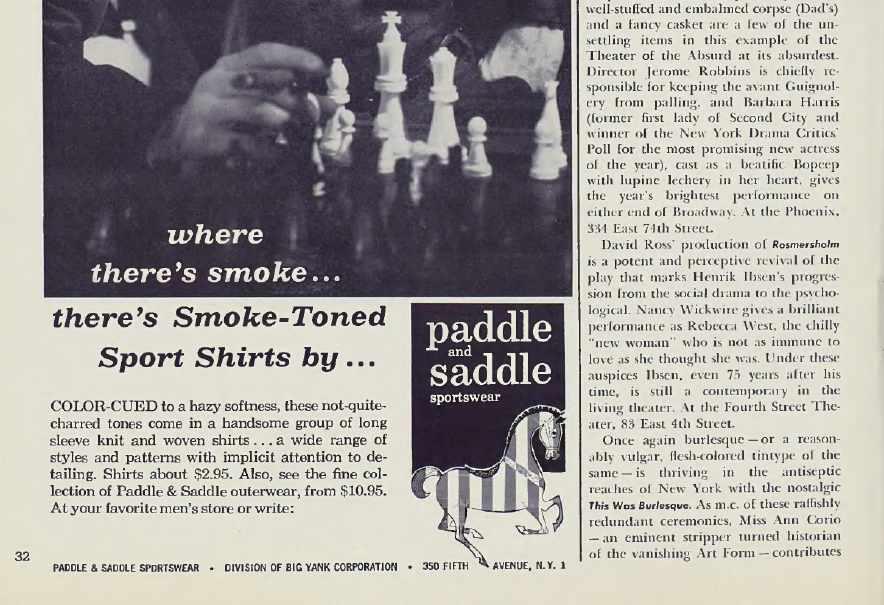 where
there's smoke...
there's Smoke-Toned
Sport Shirts by ...
COLOR-CUED to a hazy softness, these not-quite-
charred tones come in a handsome group of long
sleeve knit and woven shirts ... a wide range of
styles and patterns with implicit attention to de-
tailing. Shirts about $2.95. Also, see the fine col-
lection of Paddle & Saddle outerwear, from $10.95.
At your favorite men's store or write:
paddle
and
saddle
sportswear
32
PADDLE & SADDLE SPORTSWEAR • DIVISION OF BIG YANK CORPORATION • 350 FIFTH AVENUE, N. Y. 1
well-stuffed and embalmed corpse (Dad's)
and a fancy casket are a few of the un-
settling items in this example of the
Theater of the Absurd at its absurdest.
Director Jerome Robbins is chiefly re-
sponsible for keeping the avant Guignol-
ery from palling, and Barbara Harris
(former first lady of Second City and
winner of the New York Drama Critics'
Poll for the most promising new actress
of the year), cast as a beatific Bopeep
with lupine lechery in her heart, gives
the year's brightest performance on
either end of Broadway. At the Phoenix,
334 East 74th Street.
David Ross' production of Rosmersholm
is a potent and perceptive revival of the
play that marks Henrik Ibsen's progres-
sion from the social drama to the psycho-
logical. Nancy Wickwire gives a brilliant
performance as Rebecca West, the chilly
"new woman" who is not as immune to
love as she thought she was. Under these
auspices Ibsen, even 75 years after his
time, is still a contemporary in the
living theater. At the Fourth Street The-
ater, 83 East 4th Street.
Once again burlesque — or a reason-
ably vulgar, flesh-colored tintype of the
same — is thriving in the antiseptic
reaches of New York with the nostalgic
This Was Burlesque. As m.c. of these raffishly
redundant ceremonies, Miss Ann Corio
— an eminent stripper turned historian
of the vanishing Art Form — contributes